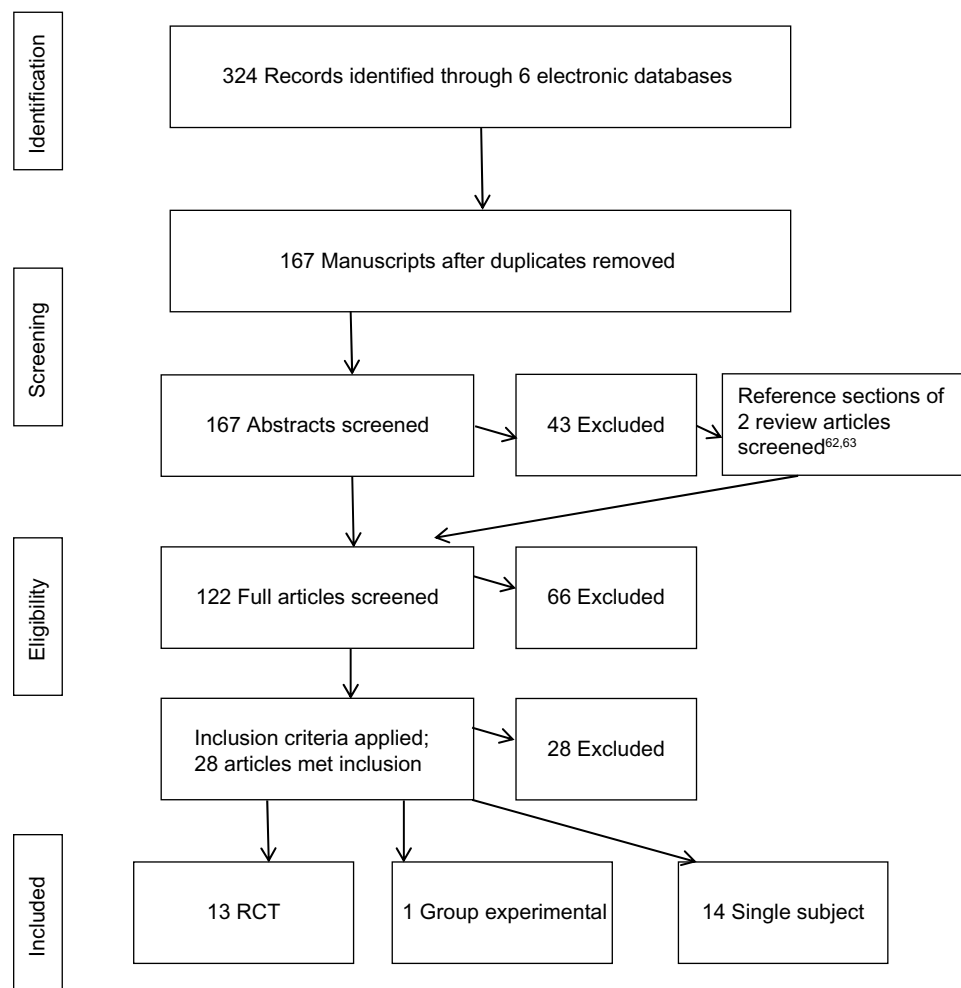 Identification
324 Records identified through 6 electronic databases
167 Manuscripts after duplicates removed
Screening
167 Abstracts screened
43 Excluded
Reference sections of
2 review articles
screened62,63
Eligibility
122 Full articles screened
66 Excluded
Inclusion criteria applied;
28 articles met inclusion
28 Excluded
Included
13 RCT
1 Group experimental
14 Single subject